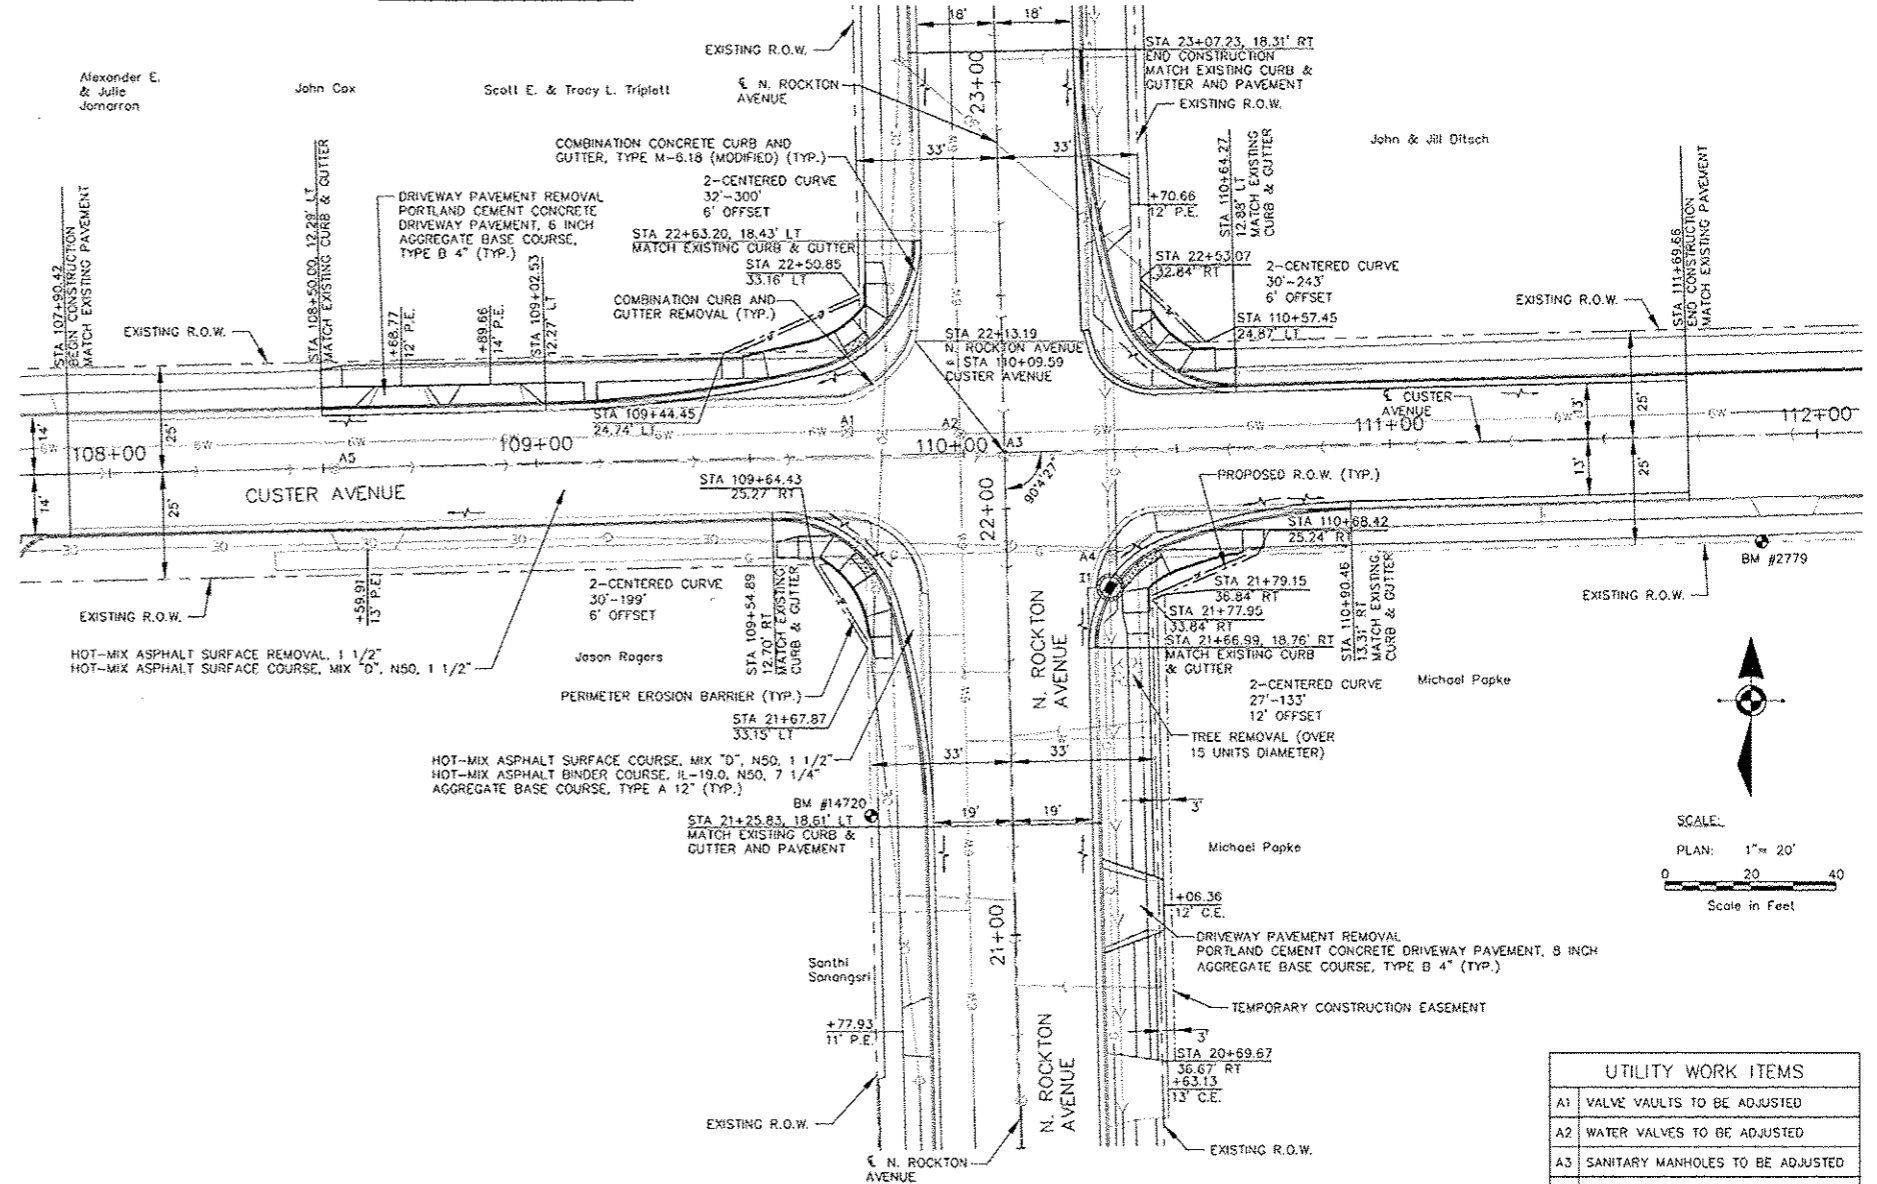 18'
18'
EXISTING R.O.W.
STA 23+07.23, 18.31' RT
END CONSTRUCTION
MATCH EXISTING CURB &
GUTTER AND PAVEMENT
23+00
Alexander E.
& Julie
Jomarron
John Cox
Scott E. & Tracy L. Triplett
℄ N. ROCKTON
AVENUE
EXISTING R.O.W.
John & Jill Ditsch
COMBINATION CONCRETE CURB AND
GUTTER, TYPE M-6.18 (MODIFIED) (TYP.)
33'
33'
2-CENTERED CURVE
32'-300'
6' OFFSET
DRIVEWAY PAVEMENT REMOVAL
PORTLAND CEMENT CONCRETE
DRIVEWAY PAVEMENT, 6 INCH
AGGREGATE BASE COURSE,
TYPE B 4" (TYP.)
+70.66
12' P.E.
STA 110+64.27
12.88' LT
MATCH EXISTING
CURB & GUTTER
STA 22+63.20, 18.43' LT
MATCH EXISTING CURB & GUTTER
STA 22+50.85
33.16' LT
STA 22+53.07
32.84' RT
2-CENTERED CURVE
30'-243'
6' OFFSET
STA 107+90.42
BEGIN CONSTRUCTION
MATCH EXISTING PAVEMENT
STA 108+50.00, 12.29' LT
MATCH EXISTING CURB & GUTTER
+68.77
12' P.E.
+89.66
14' P.E.
STA 109+02.53
12.27' LT
COMBINATION CURB AND
GUTTER REMOVAL (TYP.)
STA 110+57.45
24.87' LT
EXISTING R.O.W.
STA 111+69.66
END CONSTRUCTION
MATCH EXISTING PAVEMENT
EXISTING R.O.W.
STA 22+13.19
N. ROCKTON AVENUE
= STA 110+09.59
CUSTER AVENUE
STA 109+44.45
24.74' LT
A1
A2
A3
℄ CUSTER
AVENUE
13'
25'
14'
25'
108+00
109+00
110+00
111+00
112+00
6W
6W
6W
6W
6W
6W
A5
CUSTER AVENUE
14'
25'
13'
25'
STA 109+64.43
25.27' RT
90°4'27"
22+00
PROPOSED R.O.W. (TYP.)
STA 110+68.42
25.24' RT
BM #2779
A4
I1
+59.91
13' P.E.
EXISTING R.O.W.
2-CENTERED CURVE
30'-199'
6' OFFSET
STA 109+54.89
12.70' RT
MATCH EXISTING
CURB & GUTTER
STA 21+79.15
36.84' RT
STA 21+77.95
33.84' RT
STA 21+66.99, 18.76' RT
MATCH EXISTING CURB
& GUTTER
STA 110+90.46
13.31' RT
MATCH EXISTING
CURB & GUTTER
EXISTING R.O.W.
HOT-MIX ASPHALT SURFACE REMOVAL, 1 1/2"
HOT-MIX ASPHALT SURFACE COURSE, MIX "D", N50, 1 1/2"
Jason Rogers
N. ROCKTON
AVENUE
2-CENTERED CURVE
27'-133'
12' OFFSET
Michael Papke
PERIMETER EROSION BARRIER (TYP.)
STA 21+67.87
33.15' LT
TREE REMOVAL (OVER
15 UNITS DIAMETER)
33'
33'
HOT-MIX ASPHALT SURFACE COURSE, MIX "D", N50, 1 1/2"
HOT-MIX ASPHALT BINDER COURSE, IL-19.0, N50, 7 1/4"
AGGREGATE BASE COURSE, TYPE A 12" (TYP.)
BM #14720
3'
19'
19'
STA 21+25.83, 18.61' LT
MATCH EXISTING CURB &
GUTTER AND PAVEMENT
Michael Papke
SCALE:
PLAN: 1"= 20'
0 20 40
Scale in Feet
+06.36
12' C.E.
21+00
DRIVEWAY PAVEMENT REMOVAL
PORTLAND CEMENT CONCRETE DRIVEWAY PAVEMENT, 8 INCH
AGGREGATE BASE COURSE, TYPE B 4" (TYP.)
Santhi
Sanangsri
TEMPORARY CONSTRUCTION EASEMENT
+77.93
11' P.E.
3'
STA 20+69.67
36.67' RT
+63.13
13' C.E.
N. ROCKTON
AVENUE
EXISTING R.O.W.
EXISTING R.O.W.
℄ N. ROCKTON
AVENUE
UTILITY WORK ITEMS
A1 VALVE VAULTS TO BE ADJUSTED
A2 WATER VALVES TO BE ADJUSTED
A3 SANITARY MANHOLES TO BE ADJUSTED